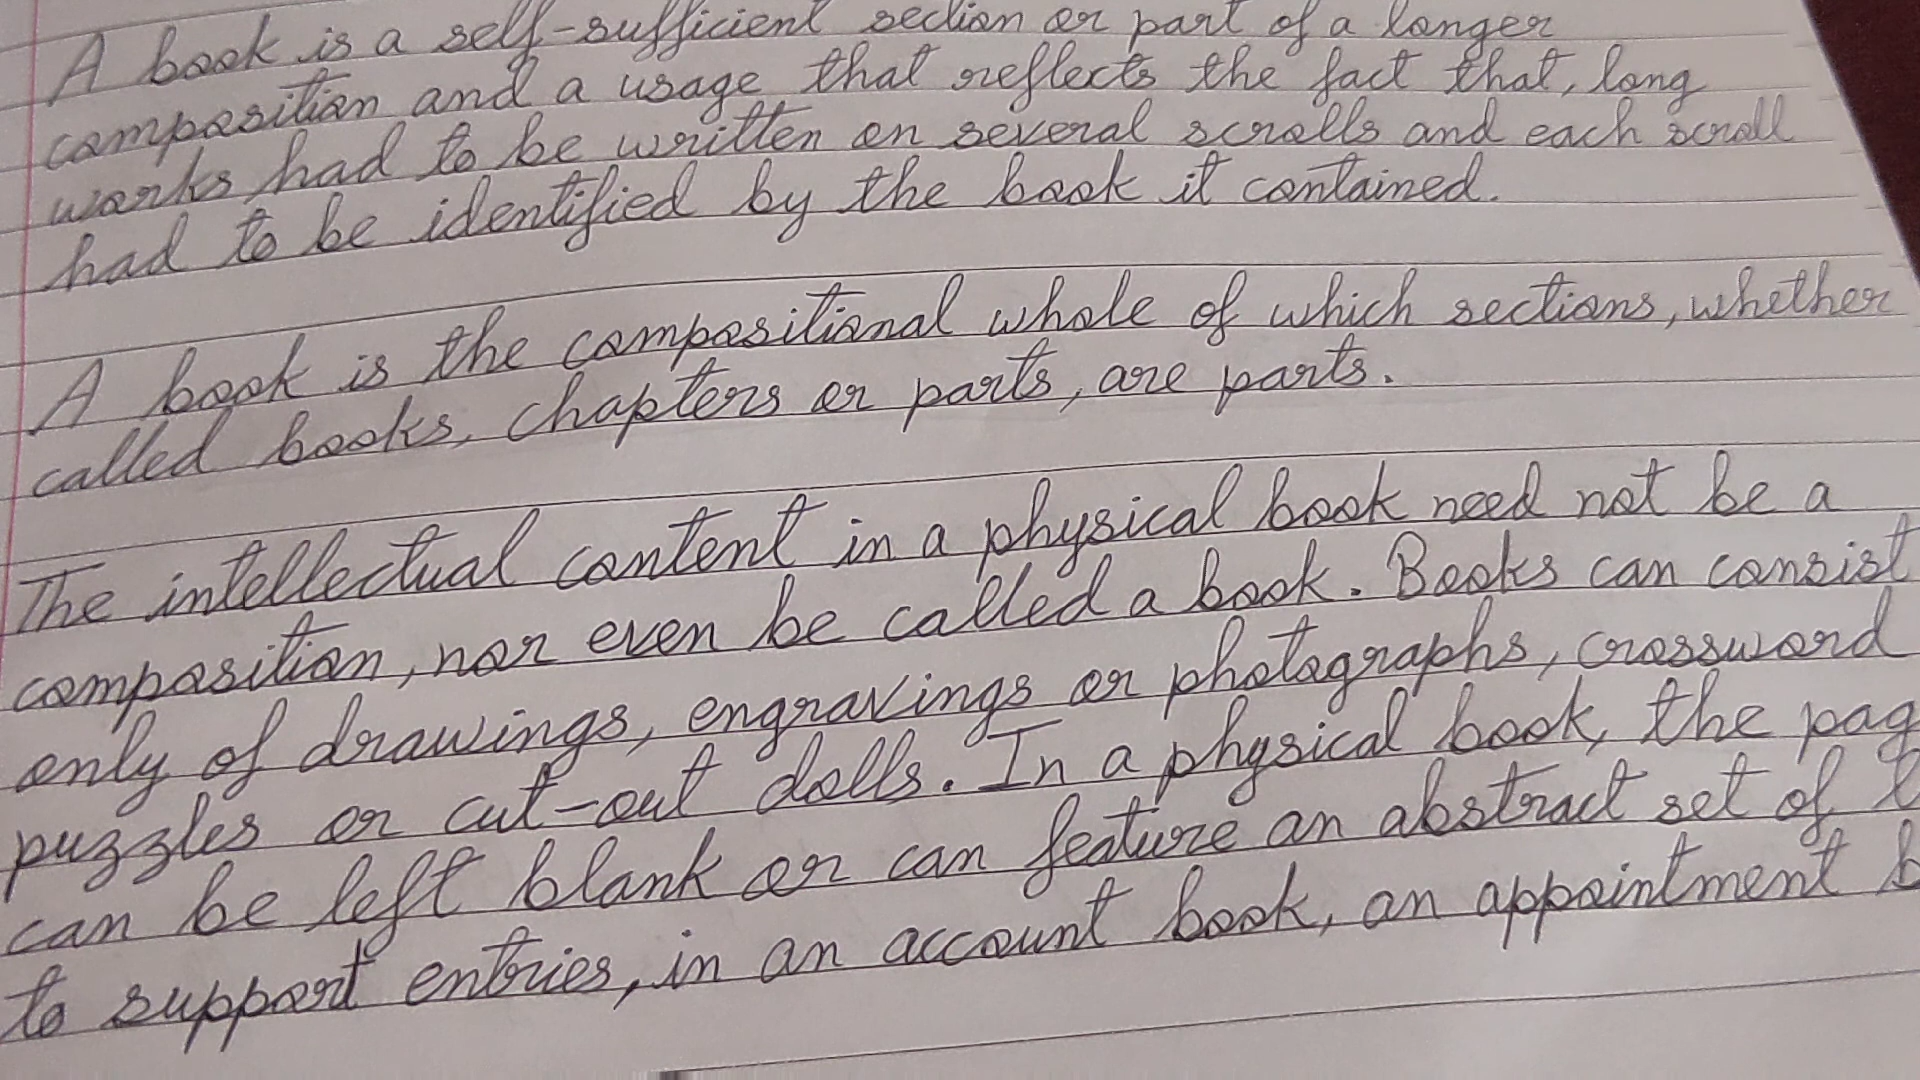 A book is a self-sufficient section or part of a longer
composition and a usage that reflects the fact that, long
works had to be written on several scrolls and each scroll
had to be identified by the book it contained.
A book is the compositional whole of which sections, whether
called books, chapters or parts, are parts.
The intellectual content in a physical book need not be a
composition, nor even be called a book. Books can consist
only of drawings, engravings or photographs, crossword
puzzles or cut-out dolls. In a physical book, the pag
can be left blank or can feature an abstract set of
to support entries, in an account book, an appointment